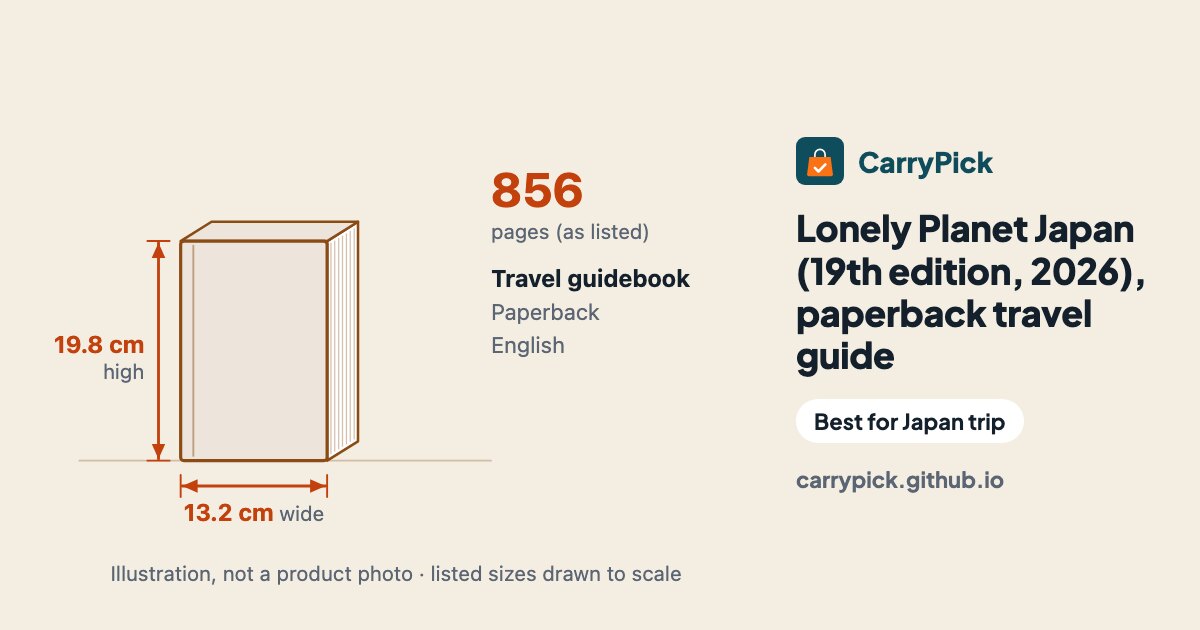 19.8 cm
high
13.2 cm wide
856
pages (as listed)
Travel guidebook
Paperback
English
Illustration, not a product photo · listed sizes drawn to scale
CarryPick
Lonely Planet Japan
(19th edition, 2026),
paperback travel
guide
Best for Japan trip
carrypick.github.io